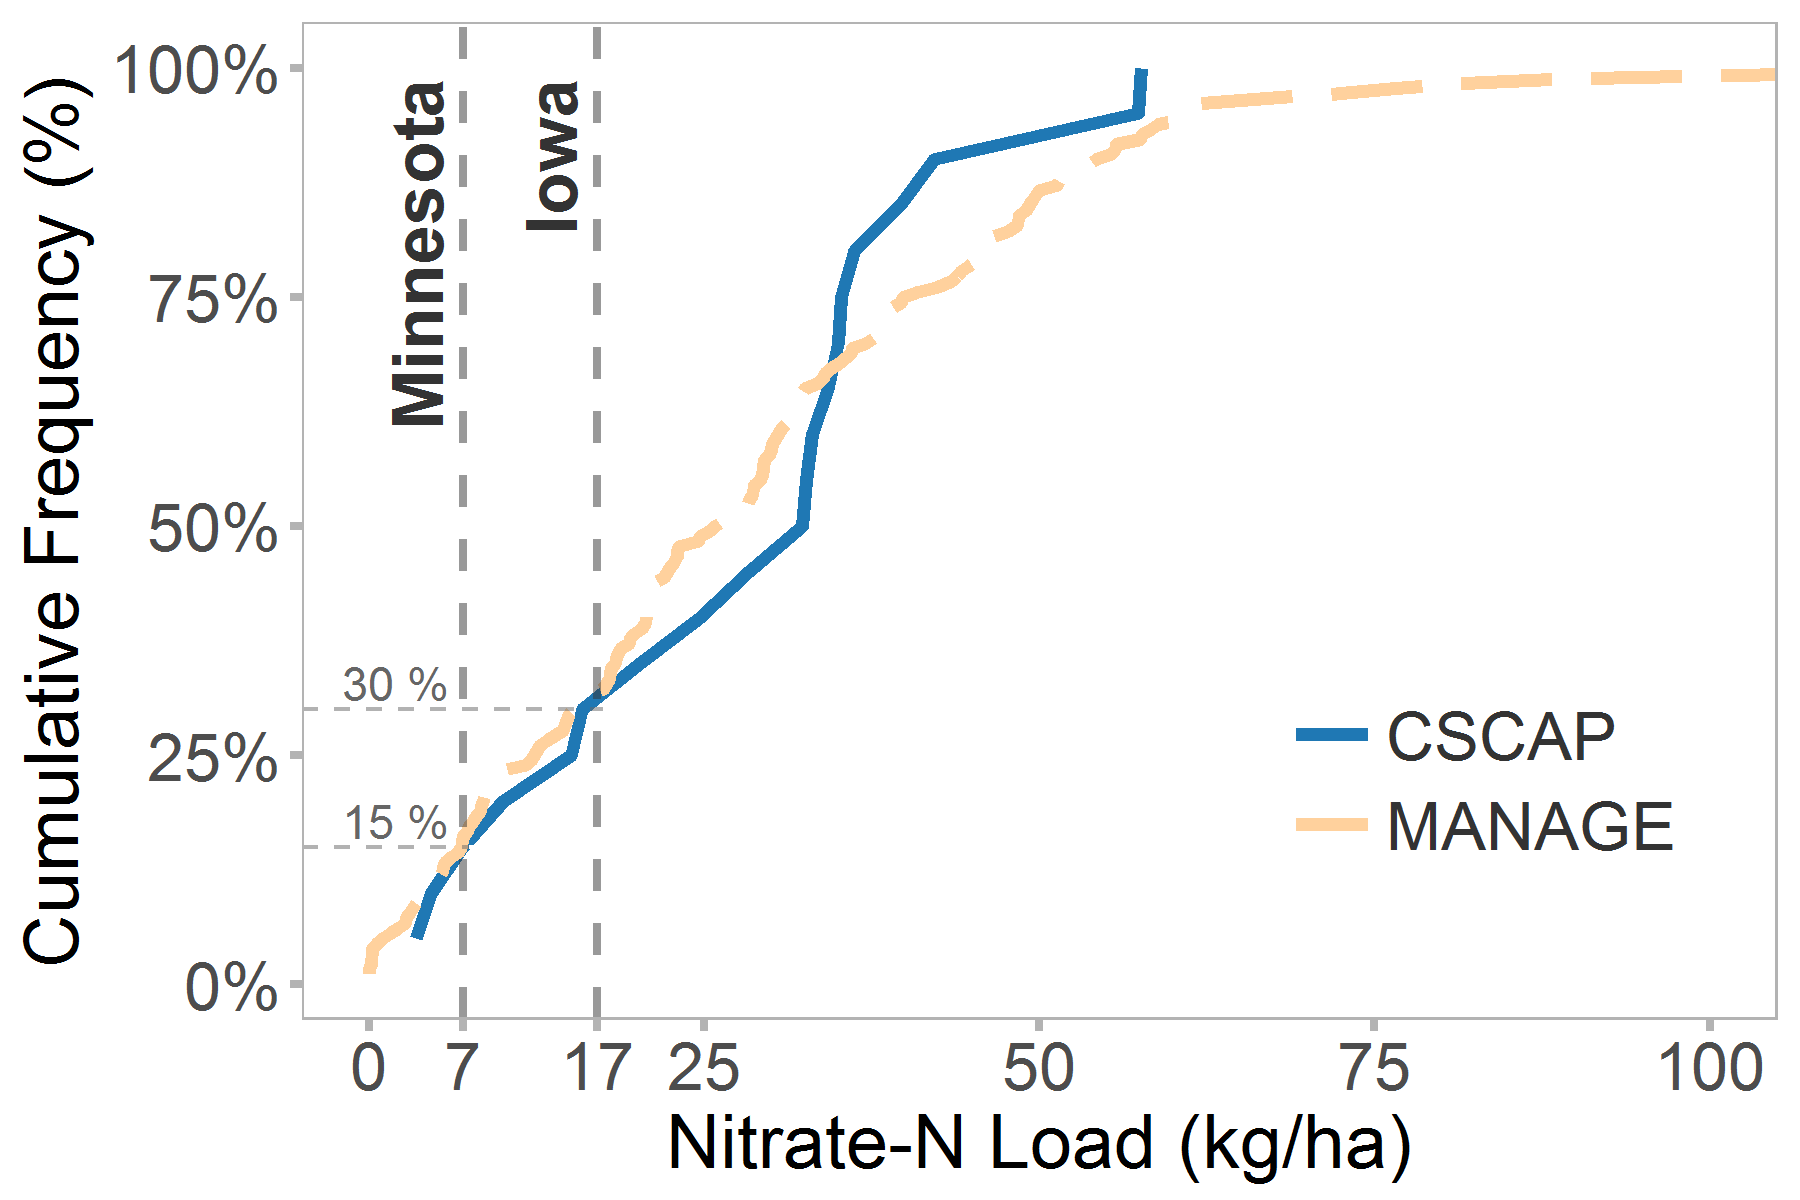 Cumulative Frequency (%)
100%
75%
50%
25%
0%
Minnesota
Iowa
30 %
15 %
CSCAP
MANAGE
0 7 17 25 50 75 100
Nitrate-N Load (kg/ha)